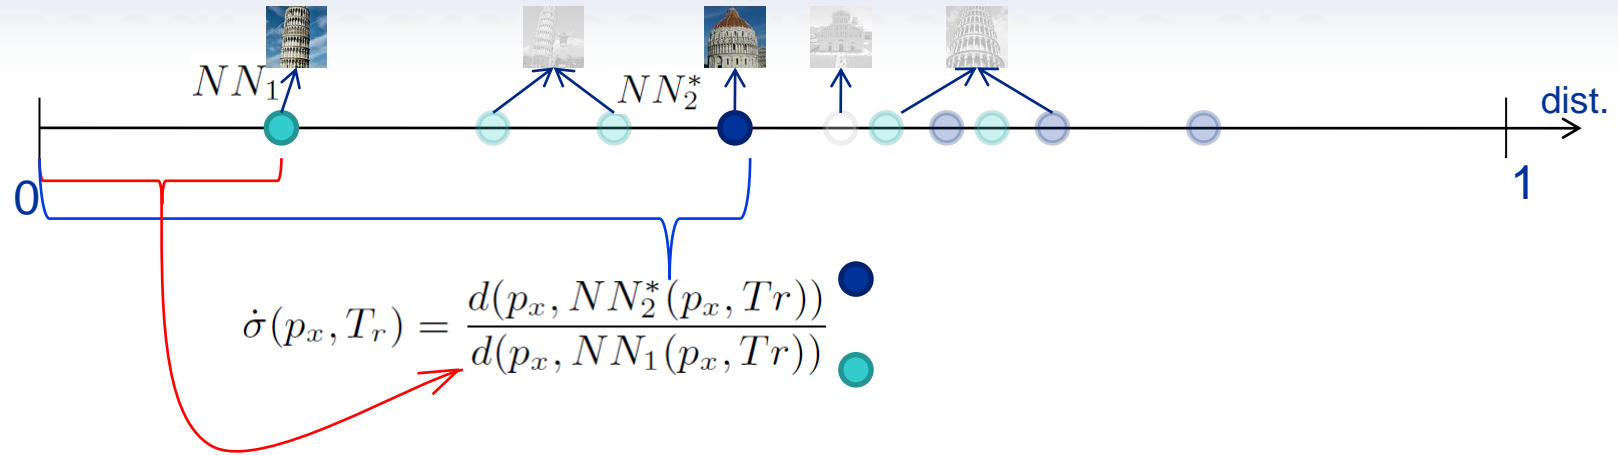 NN₁
NN₂*
dist.
0
1
σ̇(pₓ, Tᵣ) = d(pₓ, NN₂*(pₓ, Tr)) / d(pₓ, NN₁(pₓ, Tr))